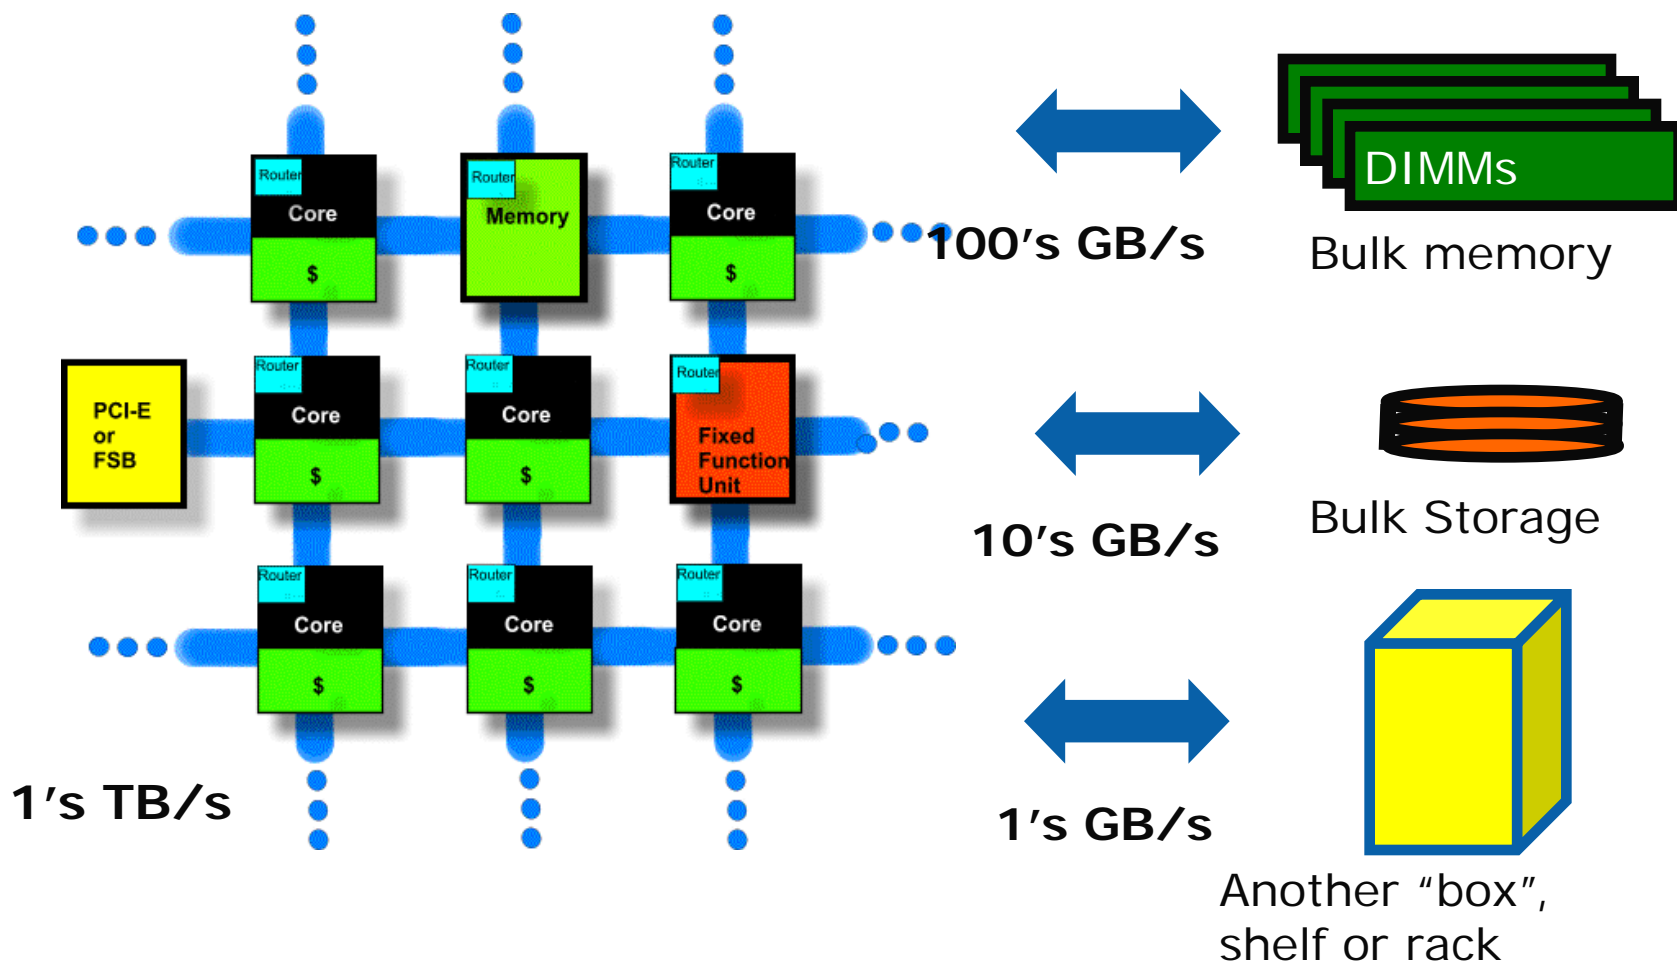 Router
Core
$
Router
Memory
Router
Core
$
100's GB/s
DIMMs
Bulk memory
PCI-E
or
FSB
Router
Core
$
Router
Core
$
Router
Fixed
Function
Unit
10's GB/s
Bulk Storage
Router
Core
$
Router
Core
$
Router
Core
$
1's TB/s
1's GB/s
Another “box”,
shelf or rack